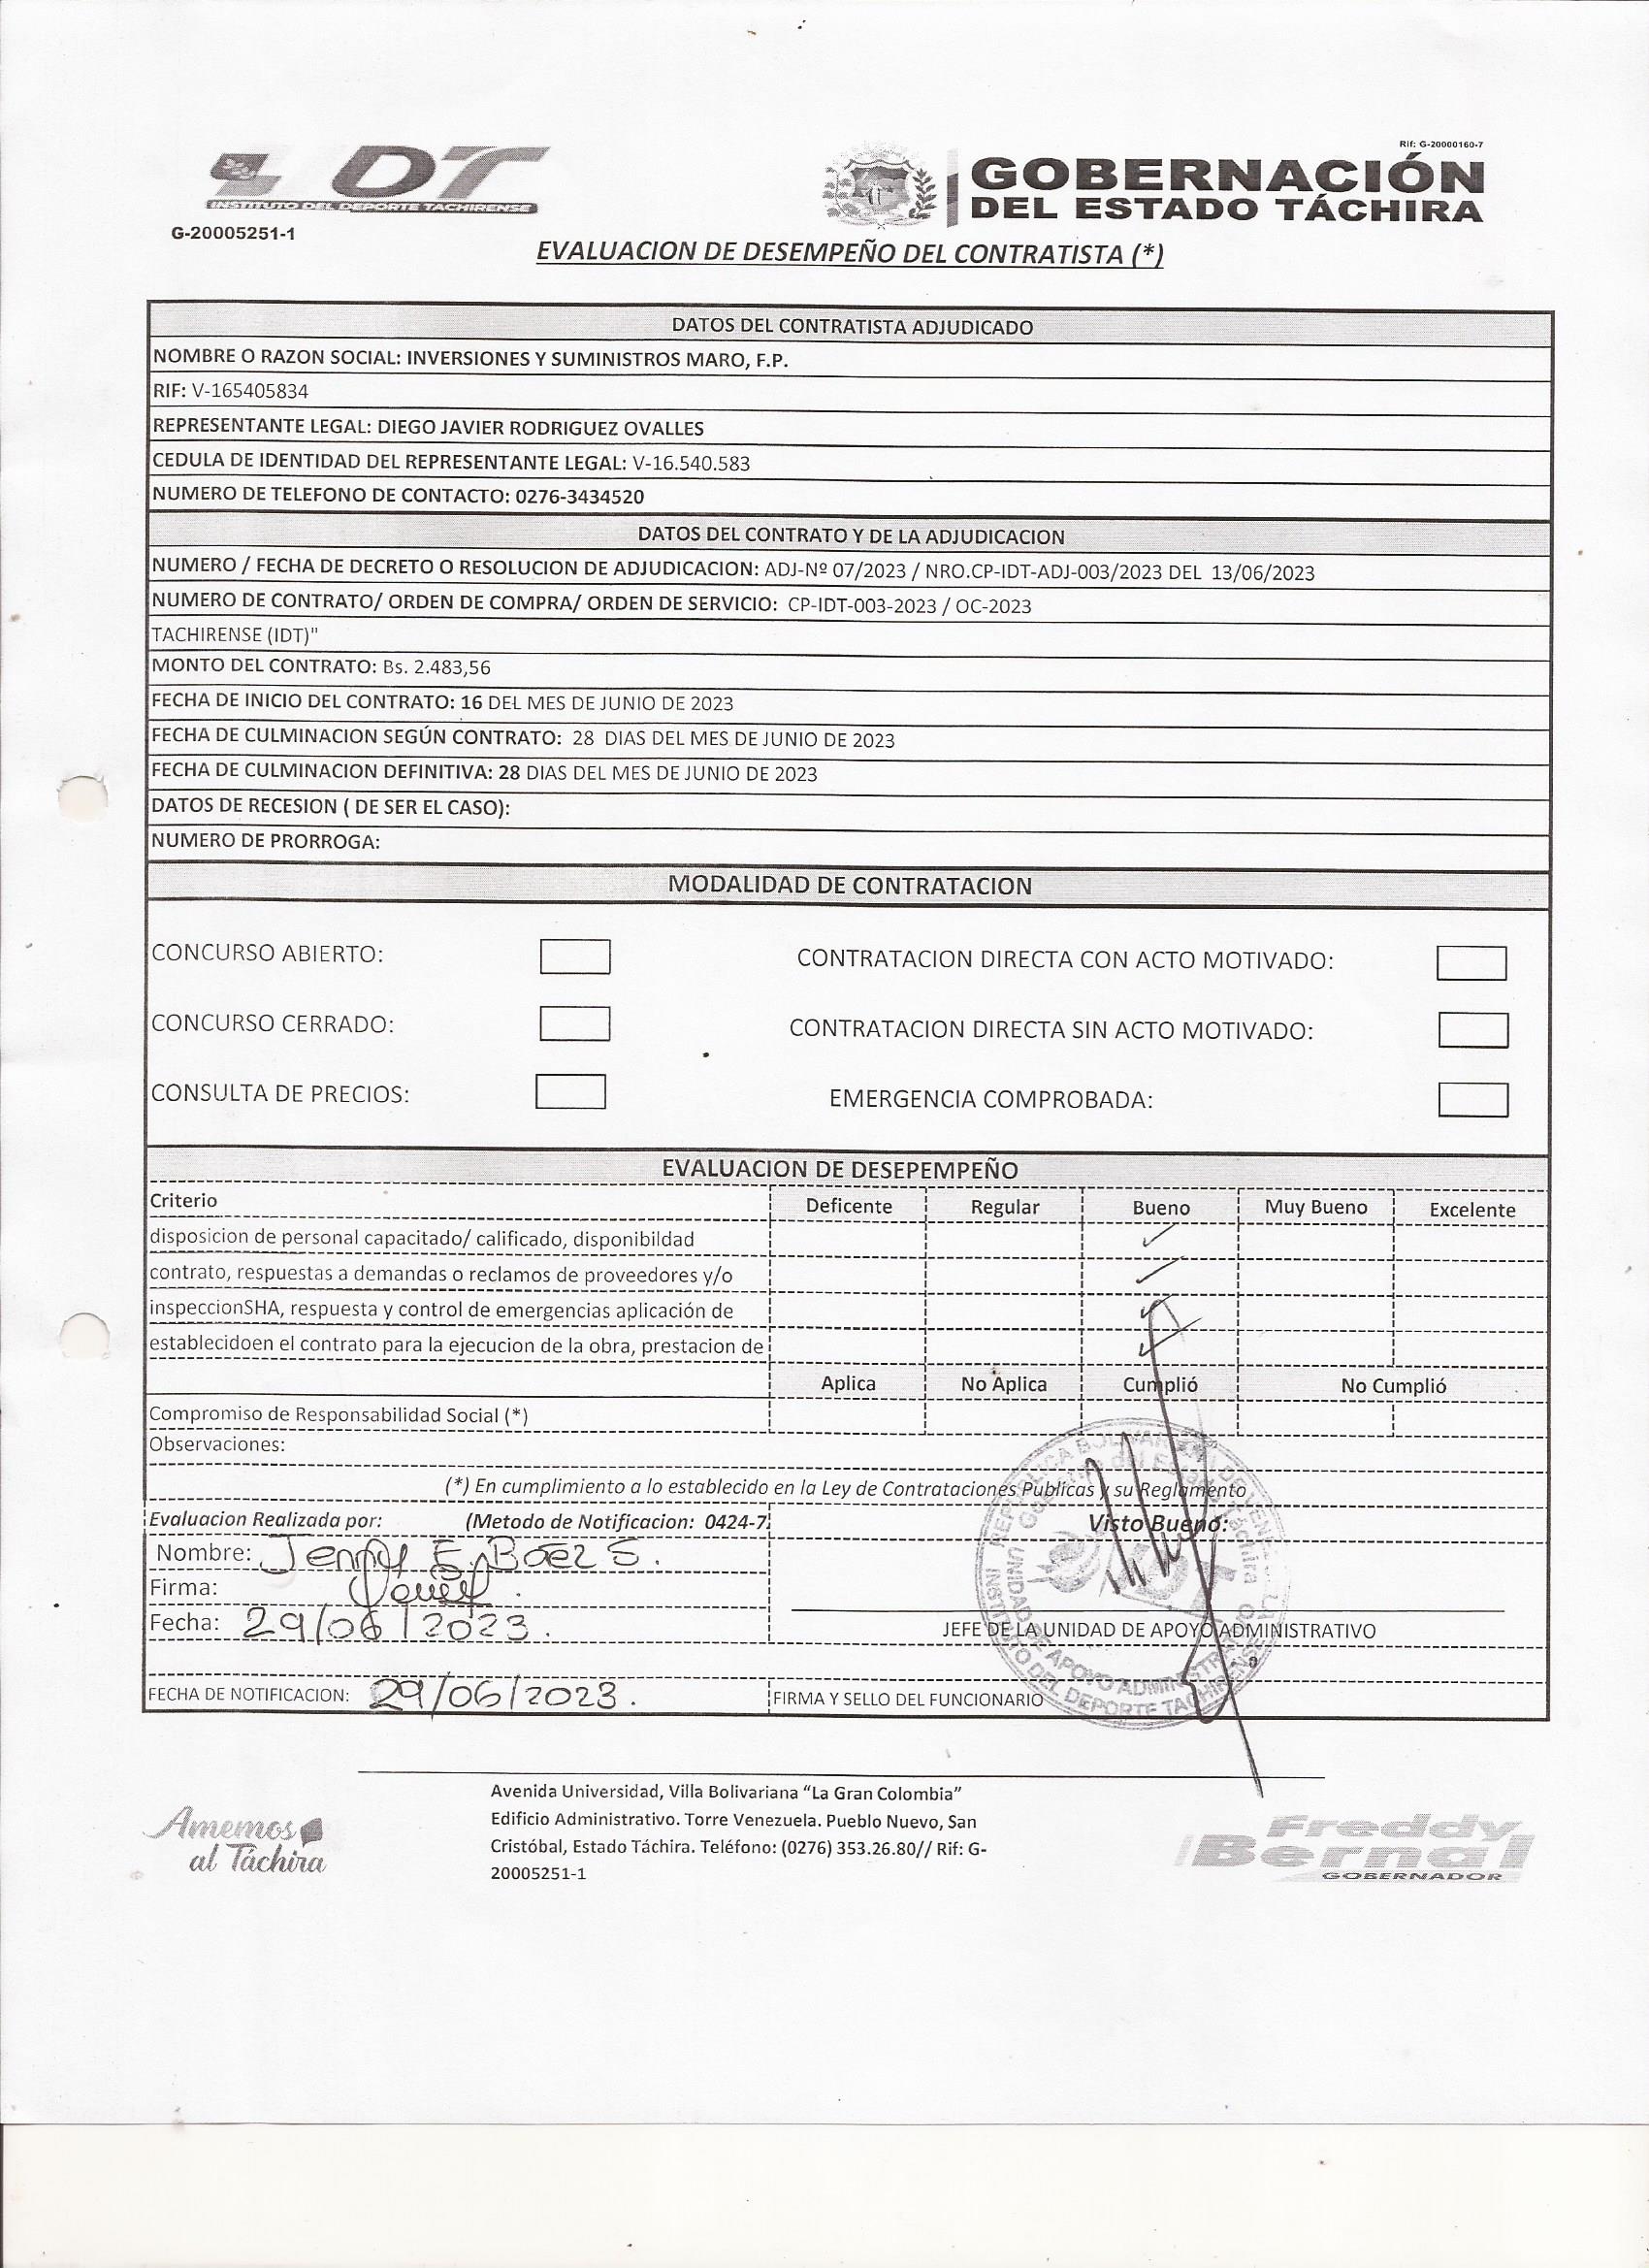 Rif: G-20000160-7
IDT
INSTITUTO DEL DEPORTE TACHIRENSE
G-20005251-1
GOBERNACIÓN
DEL ESTADO TÁCHIRA
EVALUACION DE DESEMPEÑO DEL CONTRATISTA (*)
DATOS DEL CONTRATISTA ADJUDICADO
NOMBRE O RAZON SOCIAL: INVERSIONES Y SUMINISTROS MARO, F.P.
RIF: V-165405834
REPRESENTANTE LEGAL: DIEGO JAVIER RODRIGUEZ OVALLES
CEDULA DE IDENTIDAD DEL REPRESENTANTE LEGAL: V-16.540.583
NUMERO DE TELEFONO DE CONTACTO: 0276-3434520
DATOS DEL CONTRATO Y DE LA ADJUDICACION
NUMERO / FECHA DE DECRETO O RESOLUCION DE ADJUDICACION: ADJ-Nº 07/2023 / NRO.CP-IDT-ADJ-003/2023 DEL 13/06/2023
NUMERO DE CONTRATO/ ORDEN DE COMPRA/ ORDEN DE SERVICIO: CP-IDT-003-2023 / OC-2023
TACHIRENSE (IDT)"
MONTO DEL CONTRATO: Bs. 2.483,56
FECHA DE INICIO DEL CONTRATO: 16 DEL MES DE JUNIO DE 2023
FECHA DE CULMINACION SEGÚN CONTRATO: 28 DIAS DEL MES DE JUNIO DE 2023
FECHA DE CULMINACION DEFINITIVA: 28 DIAS DEL MES DE JUNIO DE 2023
DATOS DE RECESION ( DE SER EL CASO):
NUMERO DE PRORROGA:
MODALIDAD DE CONTRATACION
CONCURSO ABIERTO: CONTRATACION DIRECTA CON ACTO MOTIVADO:
CONCURSO CERRADO: CONTRATACION DIRECTA SIN ACTO MOTIVADO:
CONSULTA DE PRECIOS: EMERGENCIA COMPROBADA:
EVALUACION DE DESEPEMPEÑO
Criterio Deficente Regular Bueno Muy Bueno Excelente
disposicion de personal capacitado/ calificado, disponibildad ✓
contrato, respuestas a demandas o reclamos de proveedores y/o ✓
inspeccionSHA, respuesta y control de emergencias aplicación de ✓
establecidoen el contrato para la ejecucion de la obra, prestacion de ✓
Aplica No Aplica Cumplió No Cumplió
Compromiso de Responsabilidad Social (*)
Observaciones:
(*) En cumplimiento a lo establecido en la Ley de Contrataciones Publicas y su Reglamento
Evaluacion Realizada por: (Metodo de Notificacion: 0424-7 Visto Bueno:
Nombre: Jenny E. Baez S.
Firma:
Fecha: 29/06/2023.
JEFE DE LA UNIDAD DE APOYO ADMINISTRATIVO
FECHA DE NOTIFICACION: 29/06/2023. FIRMA Y SELLO DEL FUNCIONARIO
UNIDAD DE APOYO ADMINISTRATIVO
INSTITUTO DEL DEPORTE TACHIRENSE
Avenida Universidad, Villa Bolivariana “La Gran Colombia”
Edificio Administrativo. Torre Venezuela. Pueblo Nuevo, San
Cristóbal, Estado Táchira. Teléfono: (0276) 353.26.80// Rif: G-
20005251-1
Amemos
al Táchira
Freddy
Bernal
GOBERNADOR